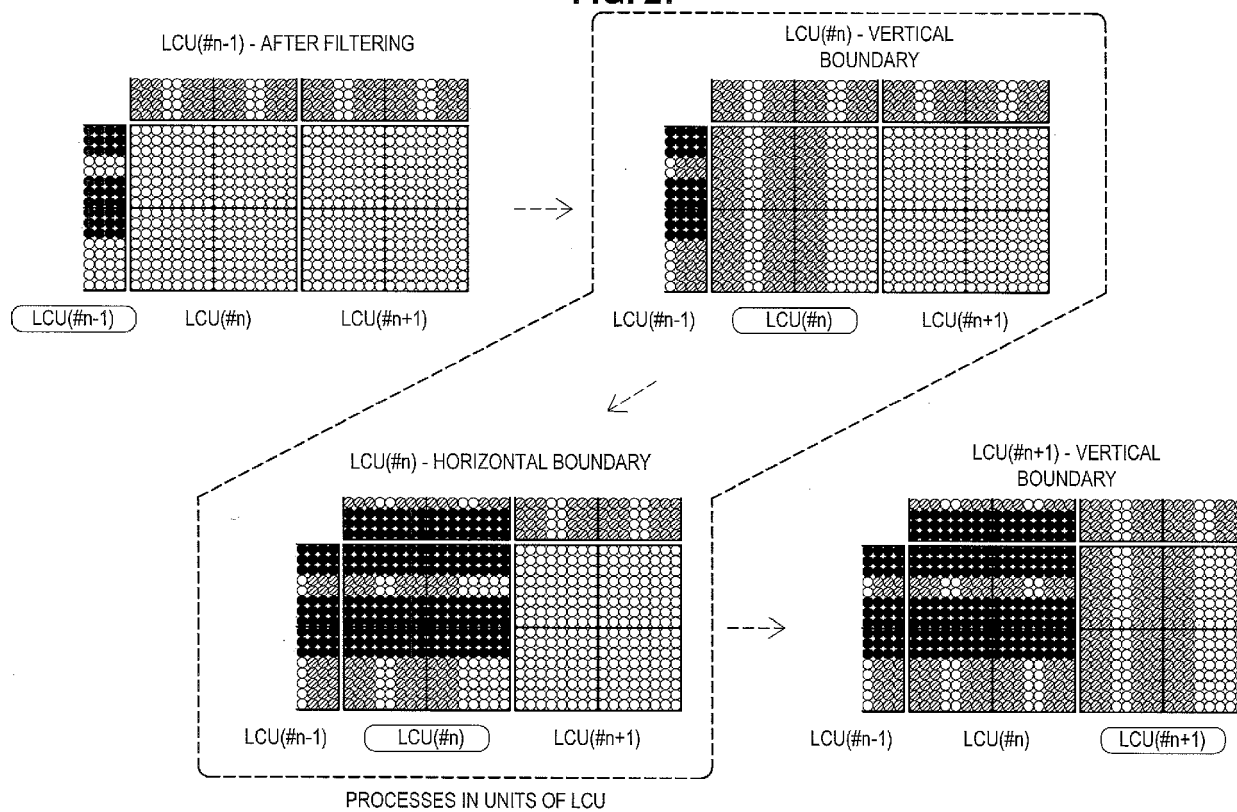 LCU(#n-1) - AFTER FILTERING
LCU(#n) - VERTICAL
BOUNDARY
LCU(#n-1) LCU(#n) LCU(#n+1)
LCU(#n-1) LCU(#n) LCU(#n+1)
LCU(#n) - HORIZONTAL BOUNDARY
LCU(#n+1) - VERTICAL
BOUNDARY
LCU(#n-1) LCU(#n) LCU(#n+1)
LCU(#n-1) LCU(#n) LCU(#n+1)
PROCESSES IN UNITS OF LCU